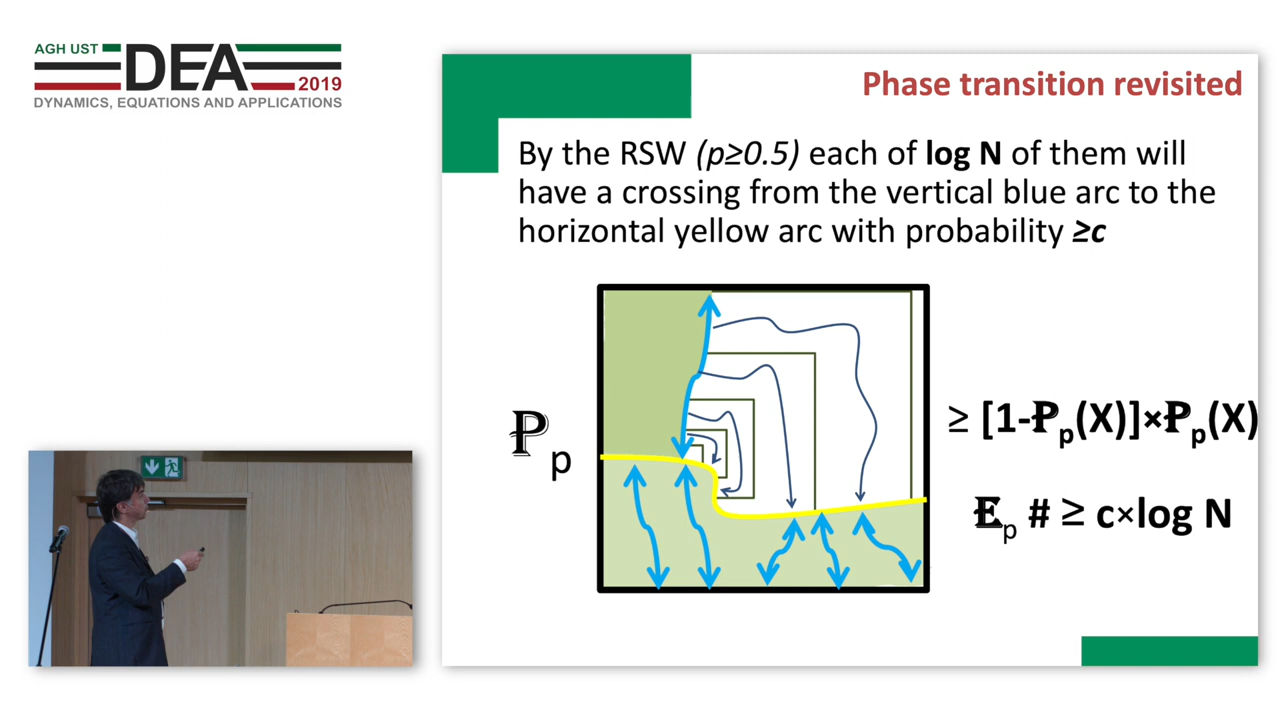 AGH UST
DEA
2019
DYNAMICS, EQUATIONS AND APPLICATIONS
Phase transition revisited
By the RSW (p≥0.5) each of log N of them will
have a crossing from the vertical blue arc to the
horizontal yellow arc with probability ≥c
ℙp
≥ [1-ℙp(X)]×ℙp(X)
𝔼p # ≥ c×log N